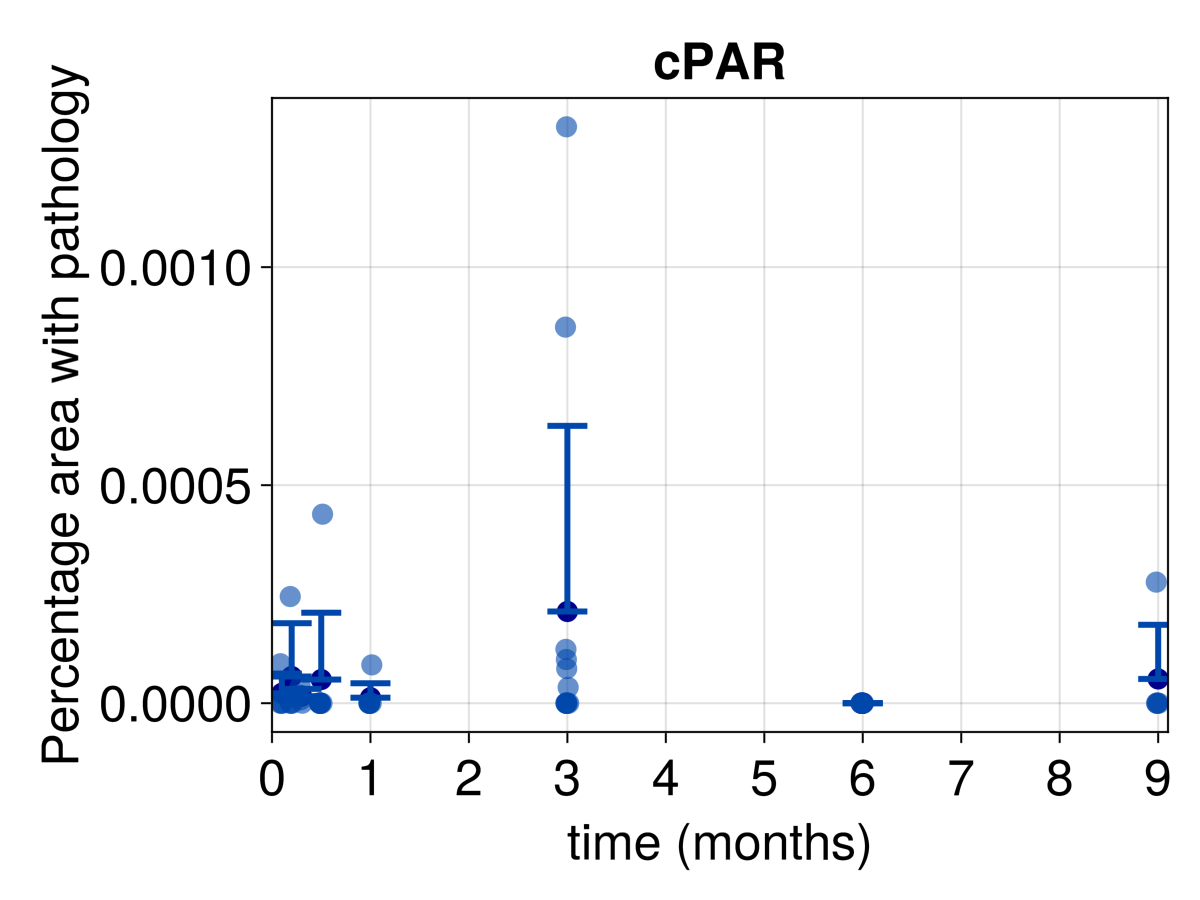 cPAR
Percentage area with pathology
0.0010
0.0005
0.0000
0 1 2 3 4 5 6 7 8 9
time (months)